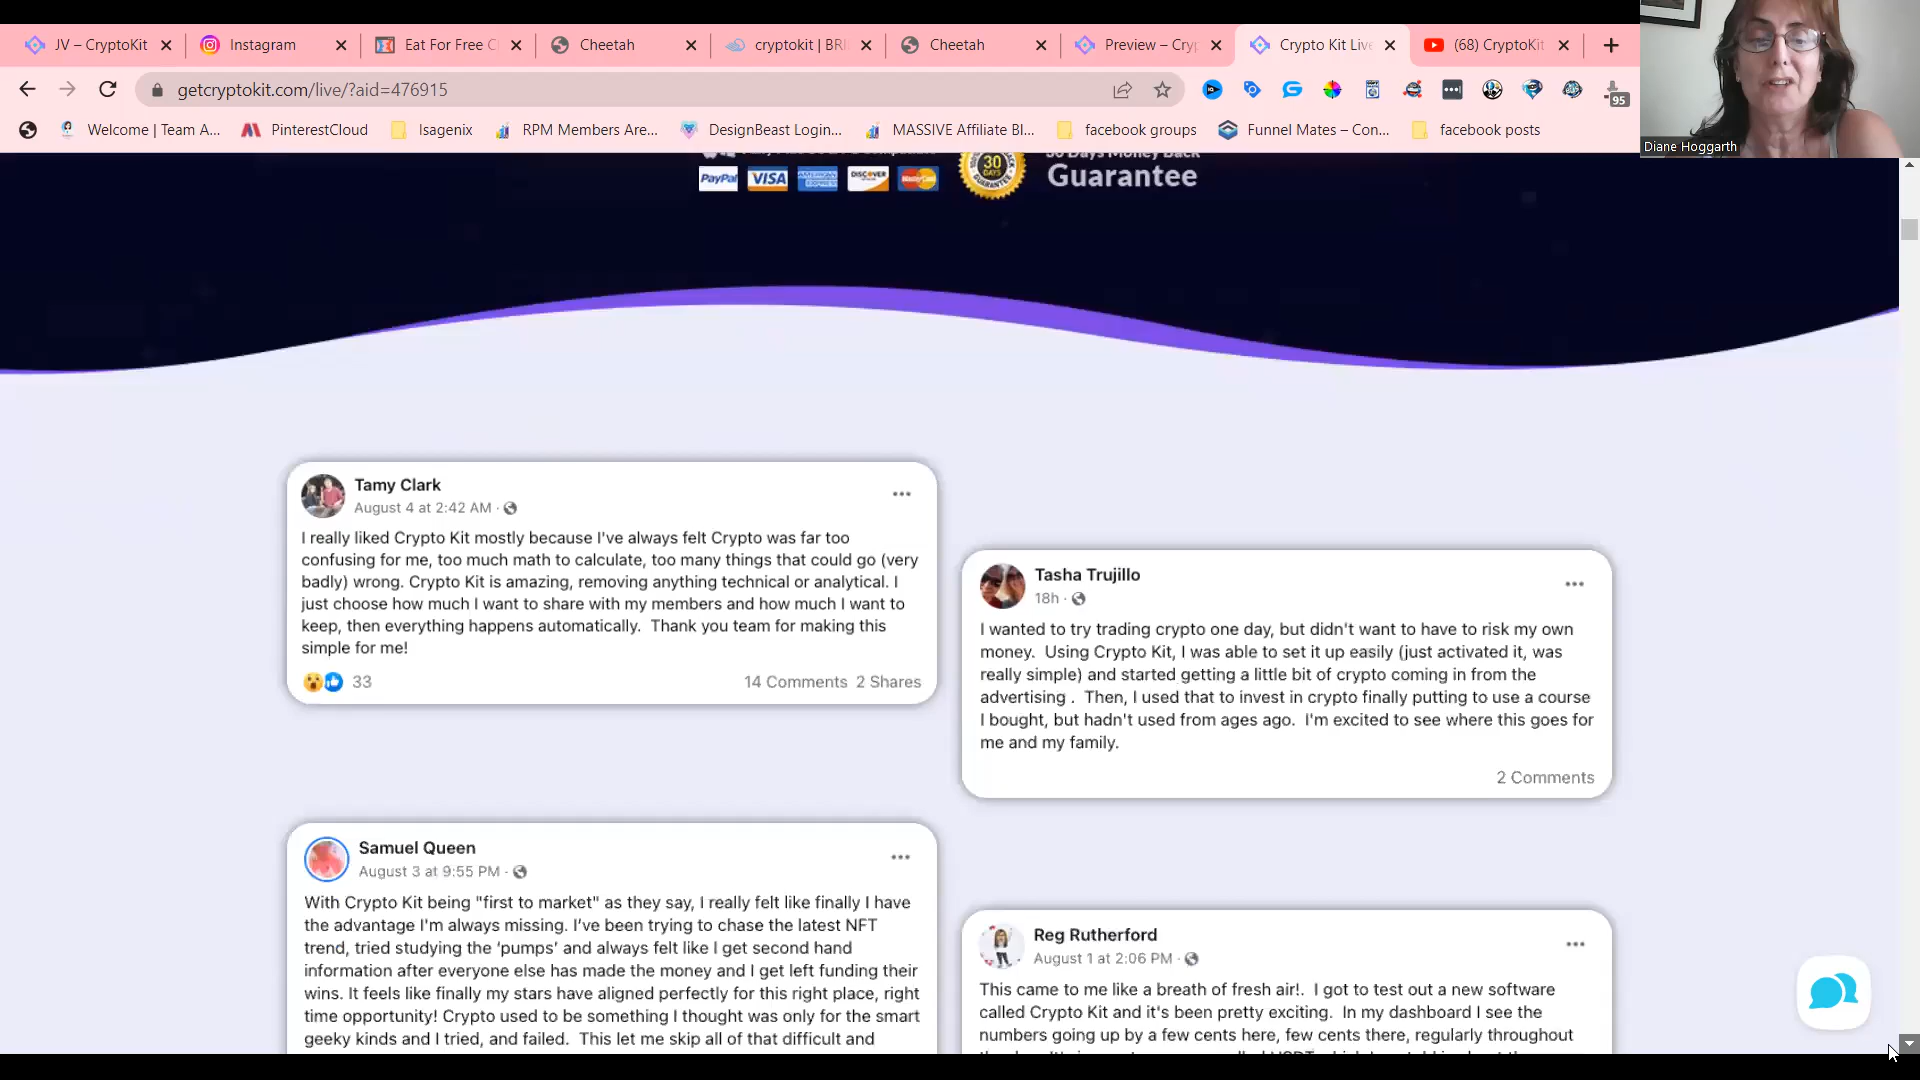 JV – CryptoKit
Instagram
Eat For Free C
Cheetah
cryptokit | BRI
Cheetah
Preview – Cryp
Crypto Kit Live
(68) CryptoKit
getcryptokit.com/live/?aid=476915
95
Welcome | Team A...
PinterestCloud
Isagenix
RPM Members Are...
DesignBeast Login...
MASSIVE Affiliate Bl...
facebook groups
Funnel Mates – Con...
facebook posts
Diane Hoggarth
PayPal
VISA
AMERICAN EXPRESS
DISCOVER
MasterCard
30
DAYS
30 Days Money Back
Guarantee
Tamy Clark
August 4 at 2:42 AM ·
I really liked Crypto Kit mostly because I've always felt Crypto was far too
confusing for me, too much math to calculate, too many things that could go (very
badly) wrong. Crypto Kit is amazing, removing anything technical or analytical. I
just choose how much I want to share with my members and how much I want to
keep, then everything happens automatically. Thank you team for making this
simple for me!
33
14 Comments 2 Shares
Tasha Trujillo
18h ·
I wanted to try trading crypto one day, but didn't want to have to risk my own
money. Using Crypto Kit, I was able to set it up easily (just activated it, was
really simple) and started getting a little bit of crypto coming in from the
advertising . Then, I used that to invest in crypto finally putting to use a course
I bought, but hadn't used from ages ago. I'm excited to see where this goes for
me and my family.
2 Comments
Samuel Queen
August 3 at 9:55 PM ·
With Crypto Kit being "first to market" as they say, I really felt like finally I have
the advantage I'm always missing. I've been trying to chase the latest NFT
trend, tried studying the 'pumps' and always felt like I get second hand
information after everyone else has made the money and I get left funding their
wins. It feels like finally my stars have aligned perfectly for this right place, right
time opportunity! Crypto used to be something I thought was only for the smart
geeky kinds and I tried, and failed. This let me skip all of that difficult and
Reg Rutherford
August 1 at 2:06 PM ·
This came to me like a breath of fresh air!. I got to test out a new software
called Crypto Kit and it's been pretty exciting. In my dashboard I see the
numbers going up by a few cents here, few cents there, regularly throughout